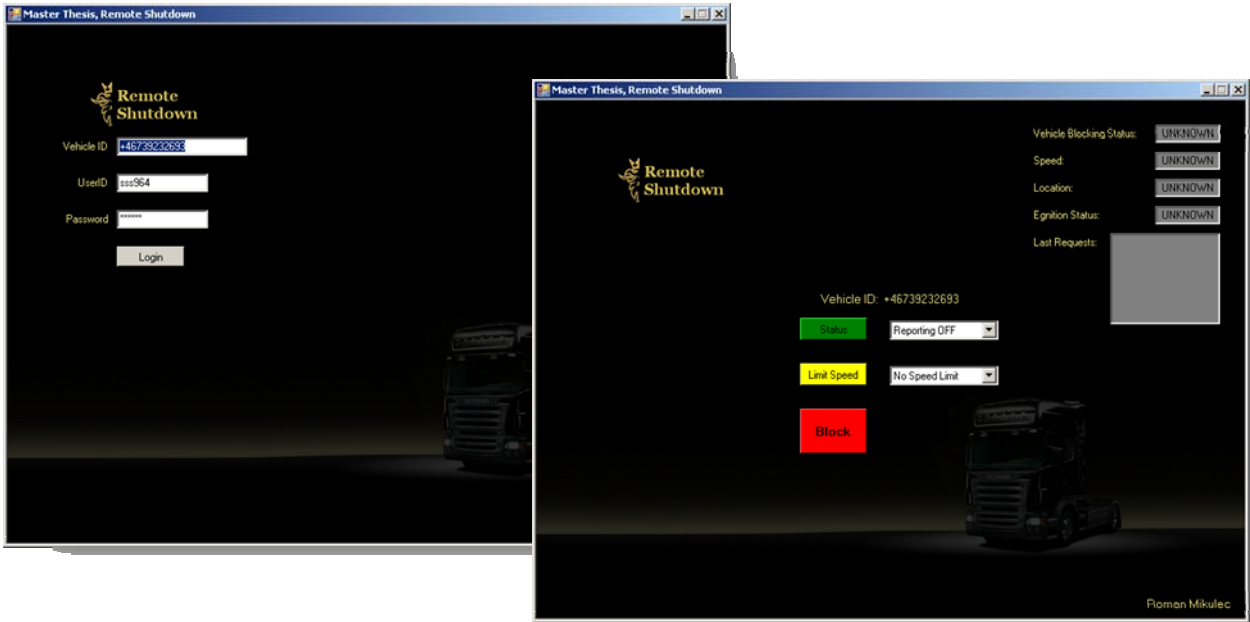 Master Thesis, Remote Shutdown
Remote
Shutdown
Vehicle ID +46739232693
UserID sss964
Password ******
Login
Master Thesis, Remote Shutdown
Remote
Shutdown
Vehicle Blocking Status: UNKNOWN
Speed: UNKNOWN
Location: UNKNOWN
Egnition Status: UNKNOWN
Last Requests:
Vehicle ID: +46739232693
Status Reporting OFF
Limit Speed No Speed Limit
Block
Roman Mikulec